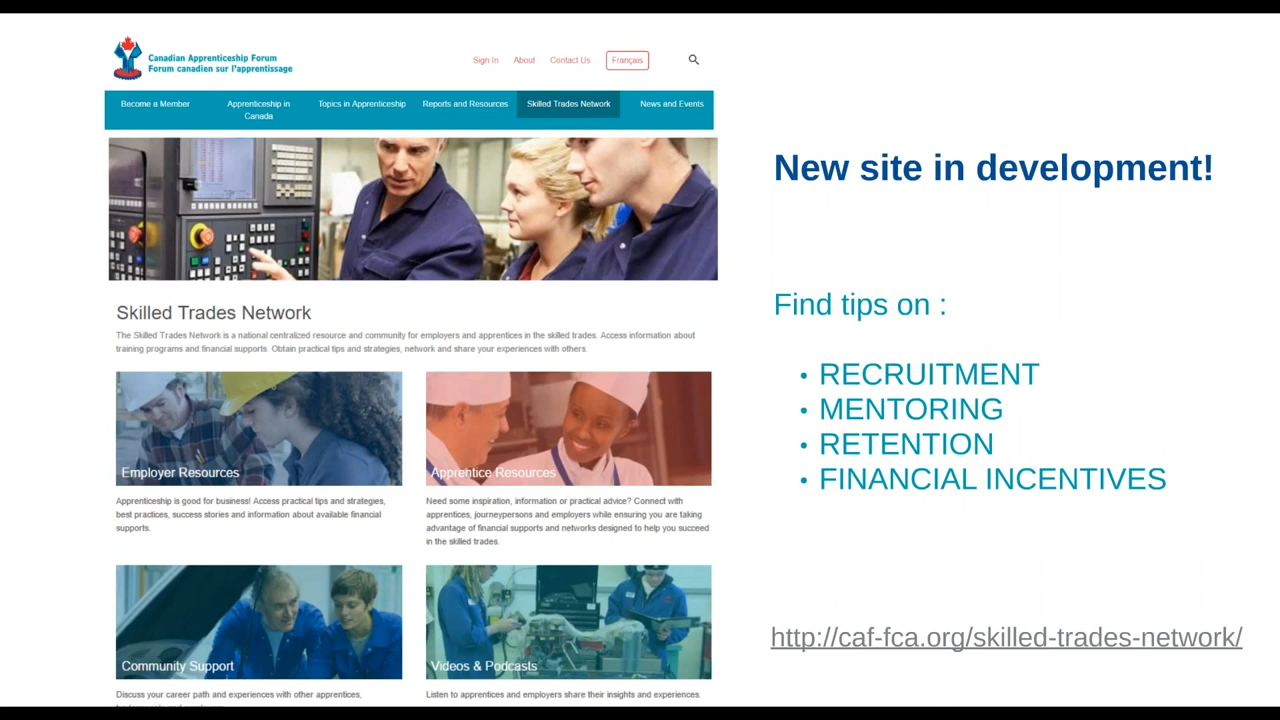 Canadian Apprenticeship Forum
Forum canadien sur l'apprentissage
Sign In About Contact Us Français
Become a Member Apprenticeship in Topics in Apprenticeship Reports and Resources Skilled Trades Network News and Events
Canada
New site in development!
Skilled Trades Network
The Skilled Trades Network is a national centralized resource and community for employers and apprentices in the skilled trades. Access information about
training programs and financial supports. Obtain practical tips and strategies, network and share your experiences with others.
Find tips on :
• RECRUITMENT
• MENTORING
• RETENTION
• FINANCIAL INCENTIVES
Employer Resources
Apprenticeship is good for business! Access practical tips and strategies,
best practices, success stories and information about available financial
supports.
Apprentice Resources
Need some inspiration, information or practical advice? Connect with
apprentices, journeypersons and employers while ensuring you are taking
advantage of financial supports and networks designed to help you succeed
in the skilled trades.
Community Support
Discuss your career path and experiences with other apprentices,
Videos & Podcasts
Listen to apprentices and employers share their insights and experiences.
http://caf-fca.org/skilled-trades-network/